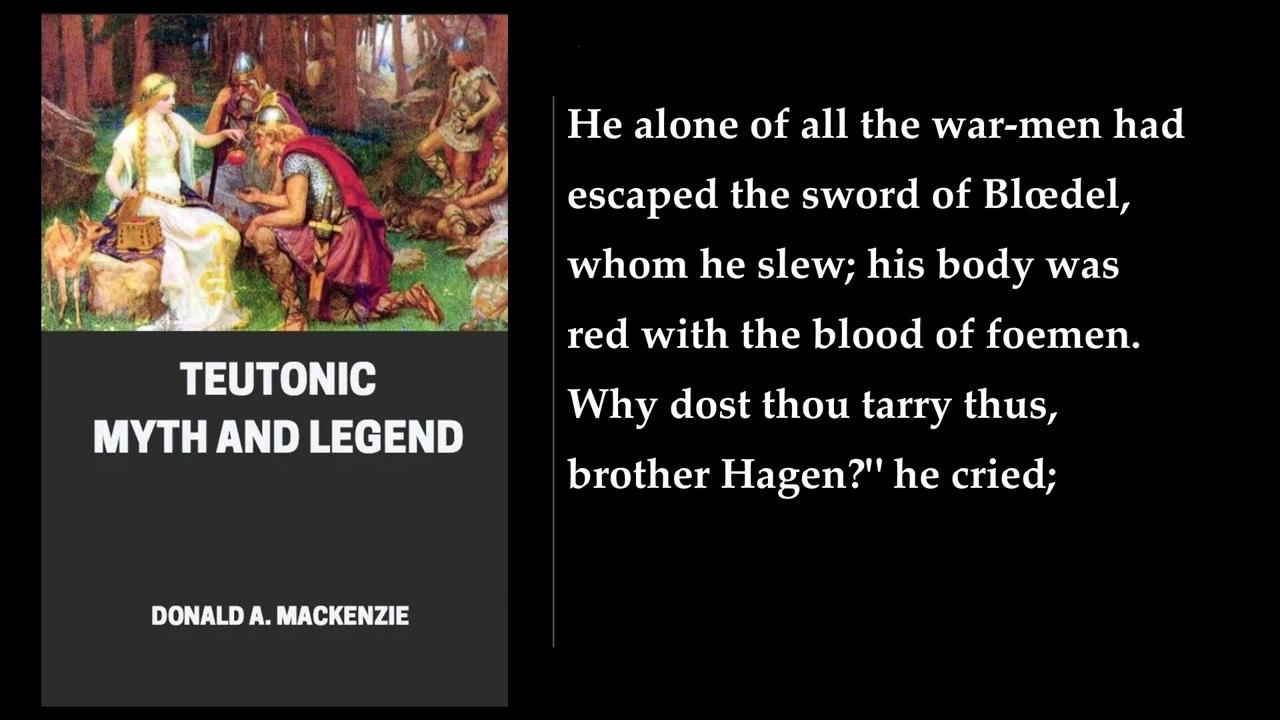 TEUTONIC
MYTH AND LEGEND
DONALD A. MACKENZIE
He alone of all the war-men had
escaped the sword of Blœdel,
whom he slew; his body was
red with the blood of foemen.
Why dost thou tarry thus,
brother Hagen?" he cried;